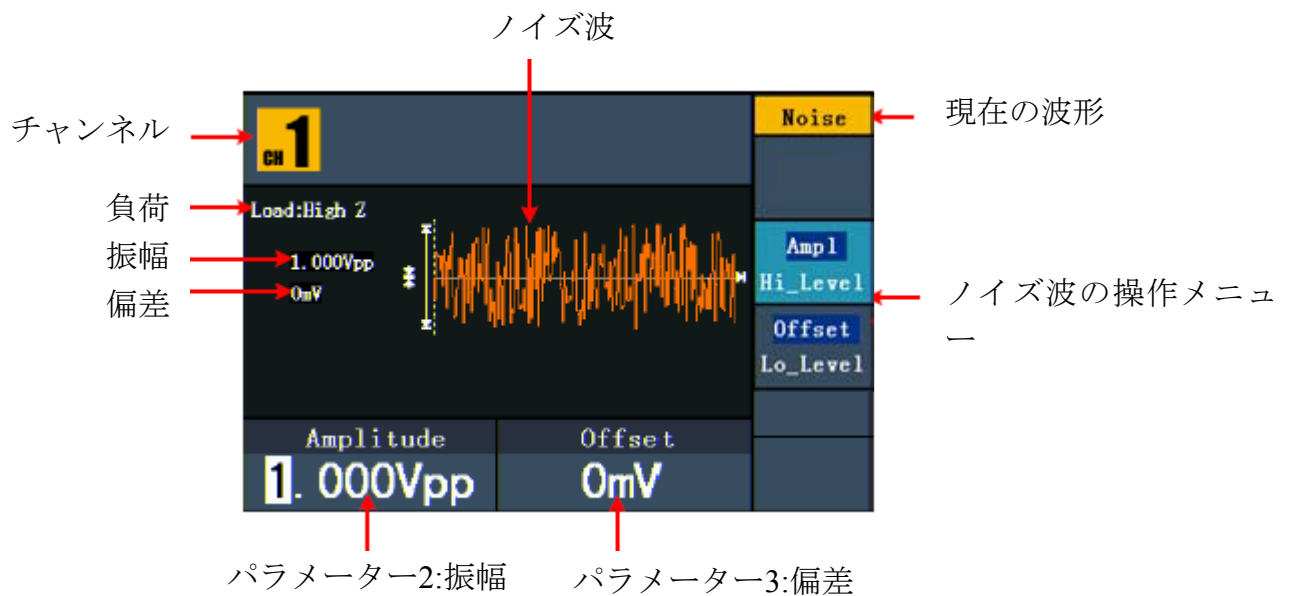 ノイズ波
チャンネル
CH 1
Noise
現在の波形
負荷
Load:High Z
振幅
1.000Vpp
偏差
0mV
Ampl
Hi_Level
ノイズ波の操作メニュ
ー
Offset
Lo_Level
Amplitude
Offset
1.000Vpp
0mV
パラメーター2:振幅
パラメーター3:偏差